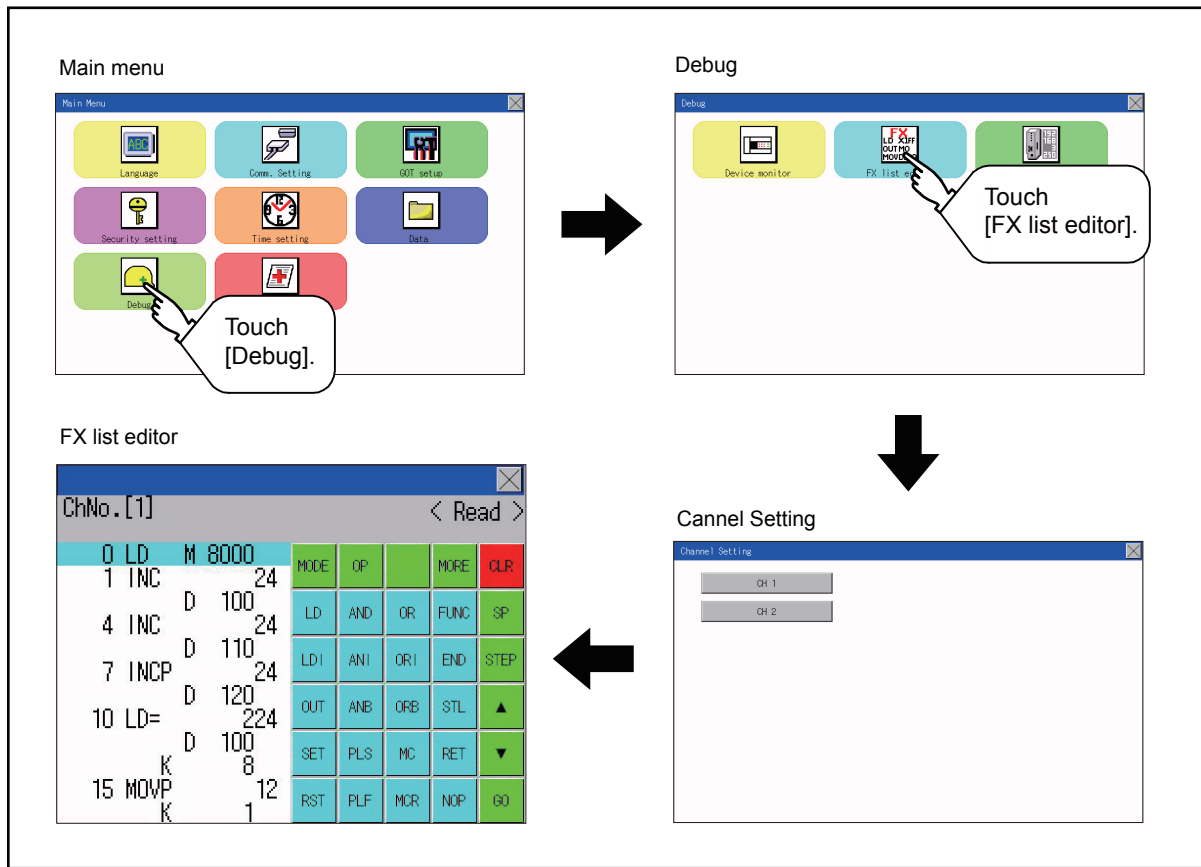 Main menu
Main Menu
ABC
Language
Comm. Setting
GOT setup
Security setting
Time setting
Data
Debug
Touch
[Debug].
Debug
Debug
Device monitor
FX
LD X1FF
OUT M0
FX list e
Touch
[FX list editor].
Cannel Setting
Channel Setting
CH 1
CH 2
FX list editor
ChNo.[1] < Read >
0 LD M 8000
1 INC 24
D 100
4 INC 24
D 110
7 INCP 24
D 120
10 LD= 224
D 100
K 8
15 MOVP 12
K 1
MODE OP MORE CLR
LD AND OR FUNC SP
LDI ANI ORI END STEP
OUT ANB ORB STL ▲
SET PLS MC RET ▼
RST PLF MCR NOP GO